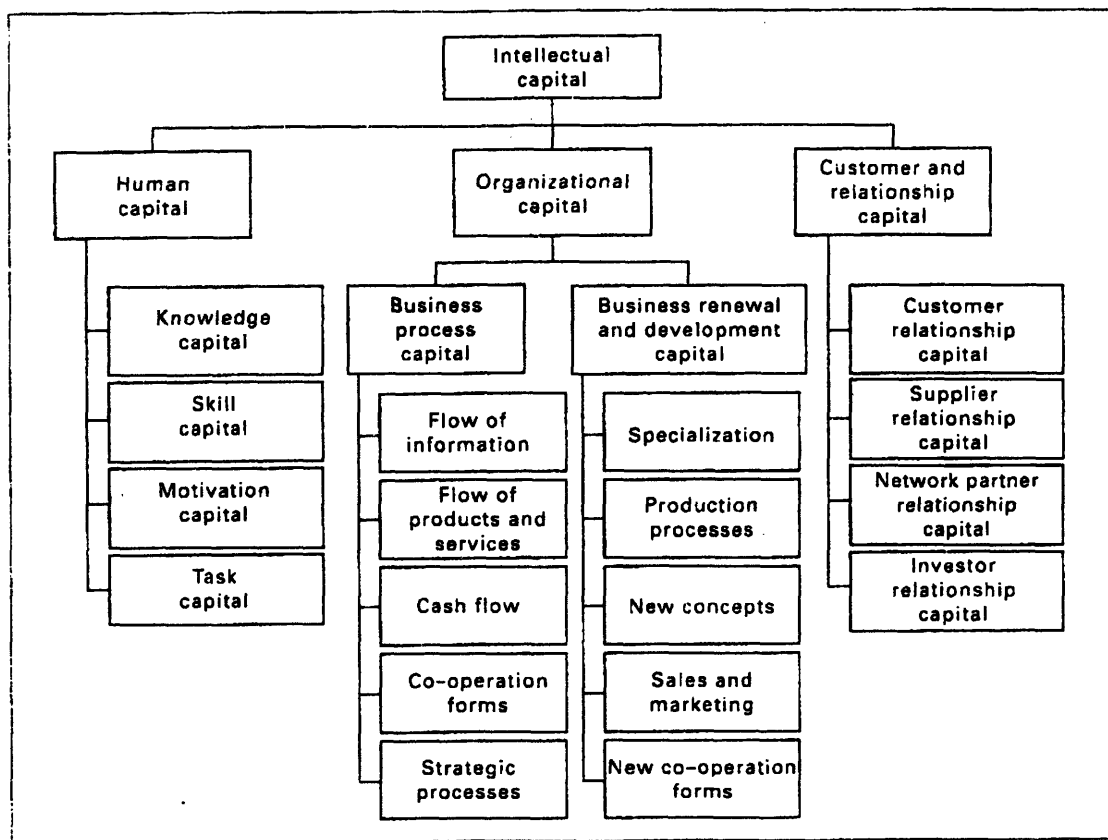 Intellectual
capital
Human
capital
Organizational
capital
Customer and
relationship
capital
Knowledge
capital
Skill
capital
Motivation
capital
Task
capital
Business
process
capital
Flow of
information
Flow of
products and
services
Cash flow
Co-operation
forms
Strategic
processes
Business renewal
and development
capital
Specialization
Production
processes
New concepts
Sales and
marketing
New co-operation
forms
Customer
relationship
capital
Supplier
relationship
capital
Network partner
relationship
capital
Investor
relationship
capital